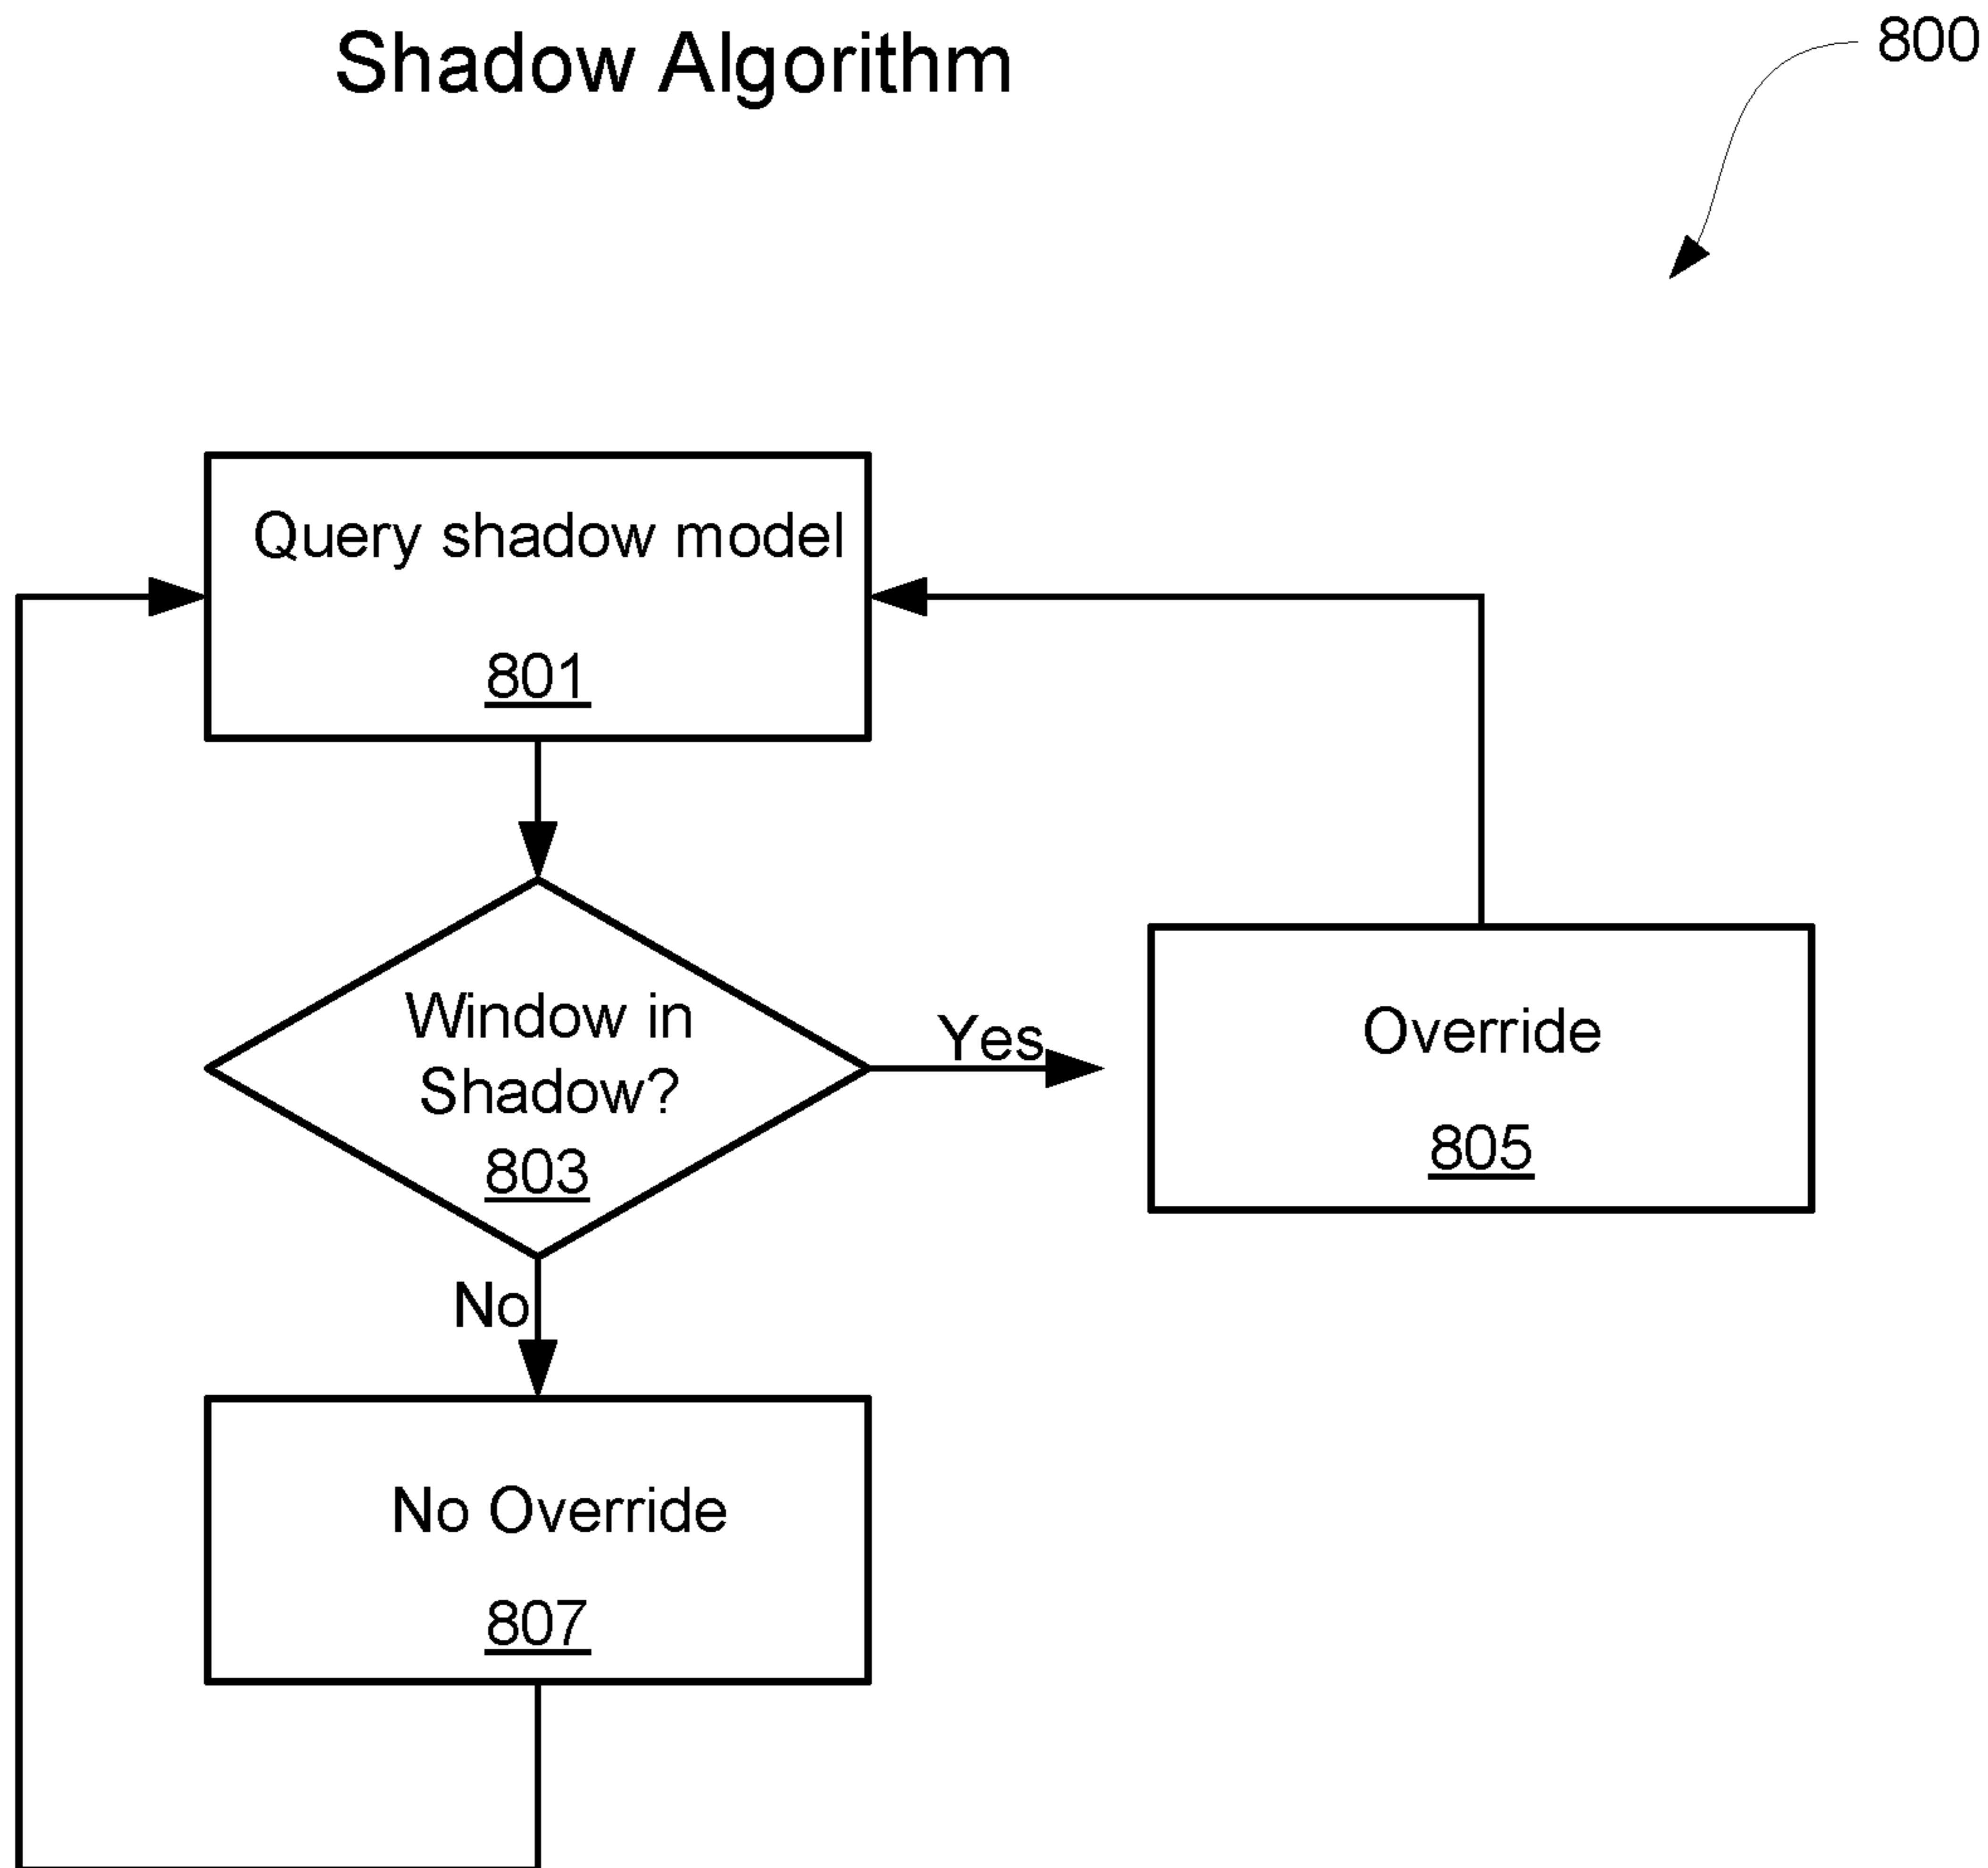 Shadow Algorithm
800
Query shadow model
801
Window in
Shadow?
803
Yes
Override
805
No
No Override
807